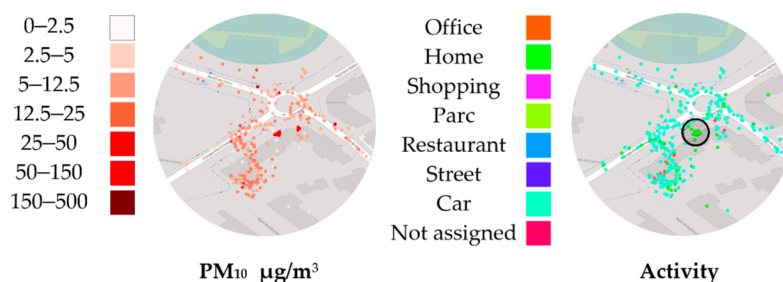 0–2.5
2.5–5
5–12.5
12.5–25
25–50
50–150
150–500
PM₁₀ µg/m³
Office
Home
Shopping
Parc
Restaurant
Street
Car
Not assigned
Activity